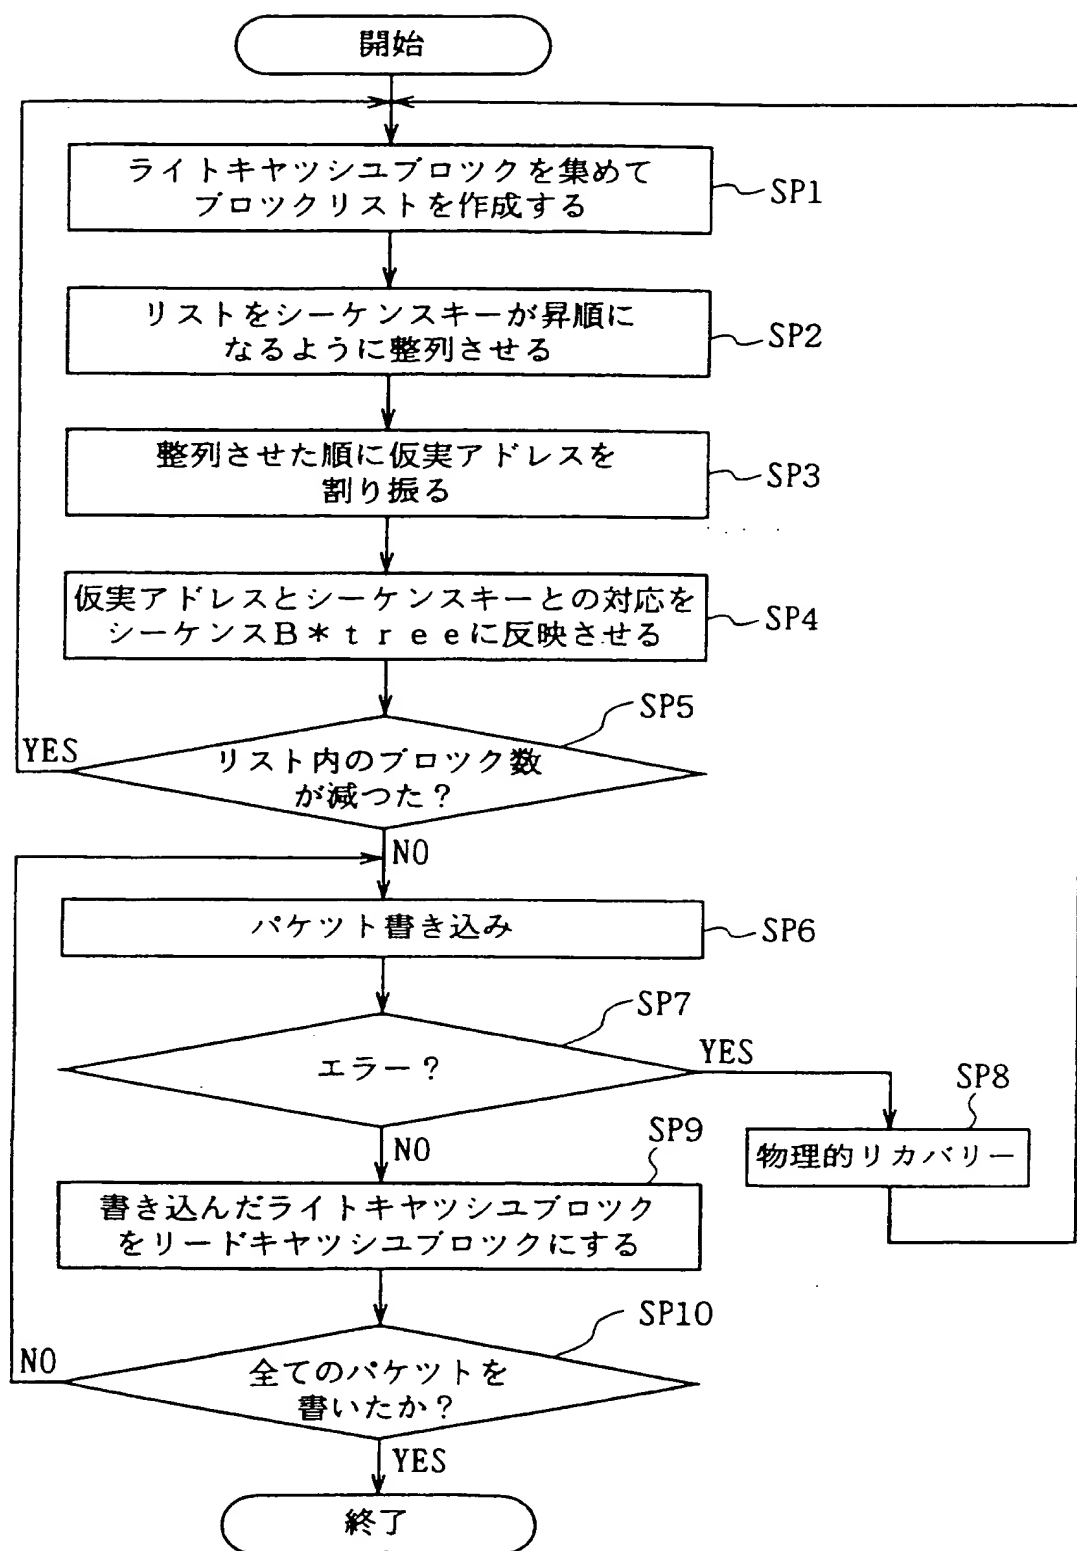 開始
ライトキヤツシユブロツクを集めて
ブロツクリストを作成する
SP1
リストをシーケンスキーが昇順に
なるように整列させる
SP2
整列させた順に仮実アドレスを
割り振る
SP3
仮実アドレスとシーケンスキーとの対応を
シーケンスB*treeに反映させる
SP4
SP5
YES
リスト内のブロツク数
が減つた？
NO
パケツト書き込み
SP6
SP7
エラー？
YES
SP8
物理的リカバリー
NO
SP9
書き込んだライトキヤツシユブロツク
をリードキヤツシユブロツクにする
SP10
NO
全てのパケツトを
書いたか？
YES
終了